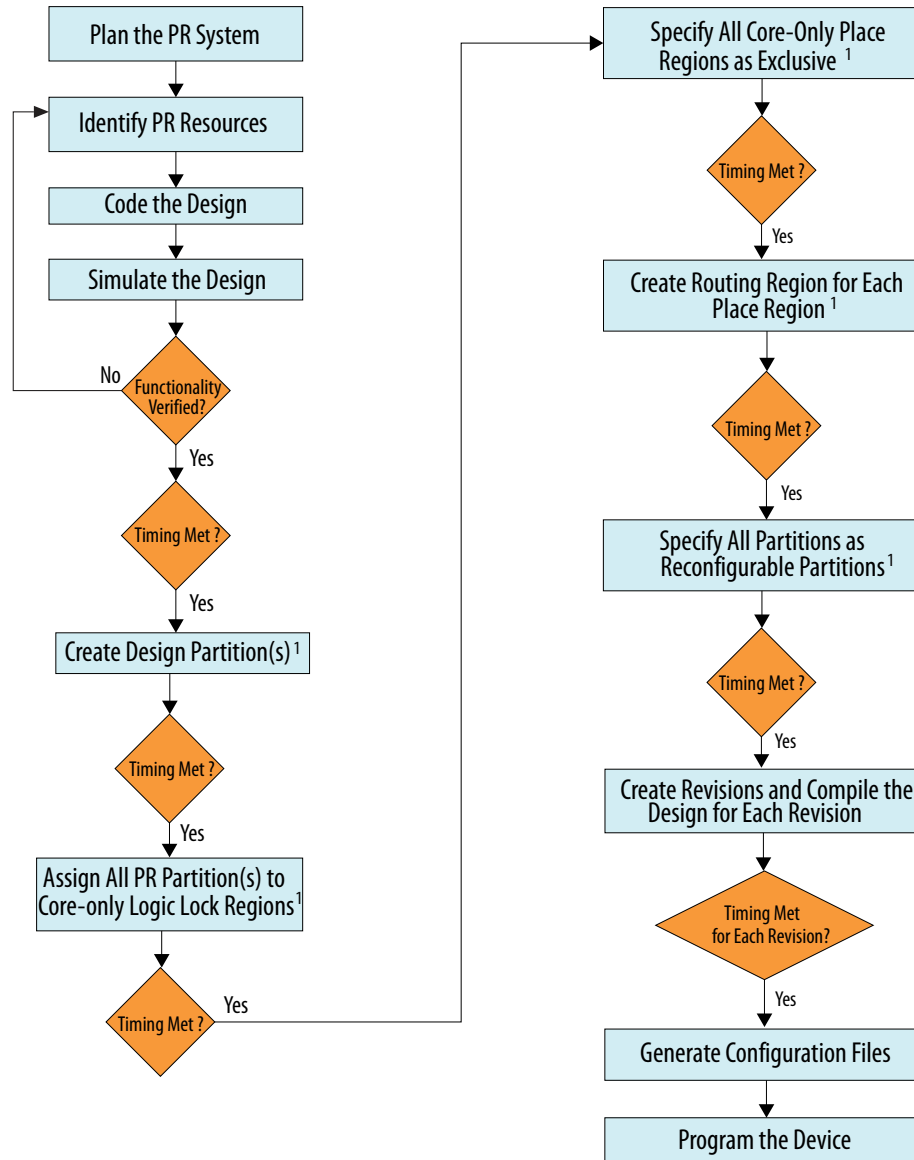 Plan the PR System
Identify PR Resources
Code the Design
Simulate the Design
No
Functionality
Verified?
Yes
Timing Met ?
Yes
Create Design Partition(s) 1
Timing Met ?
Yes
Assign All PR Partition(s) to
Core-only Logic Lock Regions 1
Timing Met ?
Yes
Specify All Core-Only Place
Regions as Exclusive 1
Timing Met ?
Yes
Create Routing Region for Each
Place Region 1
Timing Met ?
Yes
Specify All Partitions as
Reconfigurable Partitions 1
Timing Met ?
Yes
Create Revisions and Compile the
Design for Each Revision
Timing Met
for Each Revision?
Yes
Generate Configuration Files
Program the Device